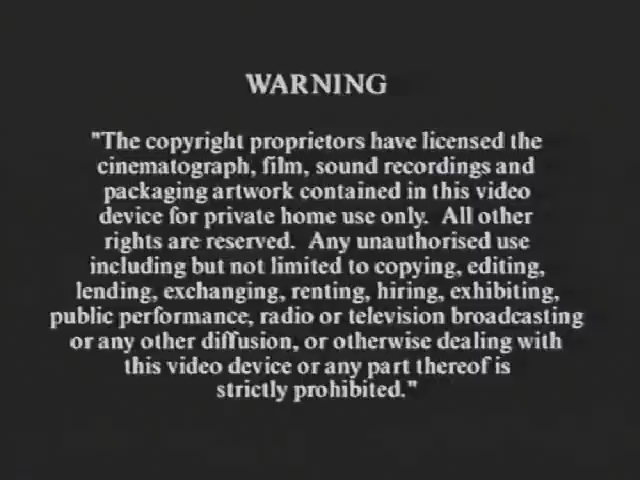 WARNING
"The copyright proprietors have licensed the
cinematograph, film, sound recordings and
packaging artwork contained in this video
device for private home use only. All other
rights are reserved. Any unauthorised use
including but not limited to copying, editing,
lending, exchanging, renting, hiring, exhibiting,
public performance, radio or television broadcasting
or any other diffusion, or otherwise dealing with
this video device or any part thereof is
strictly prohibited."